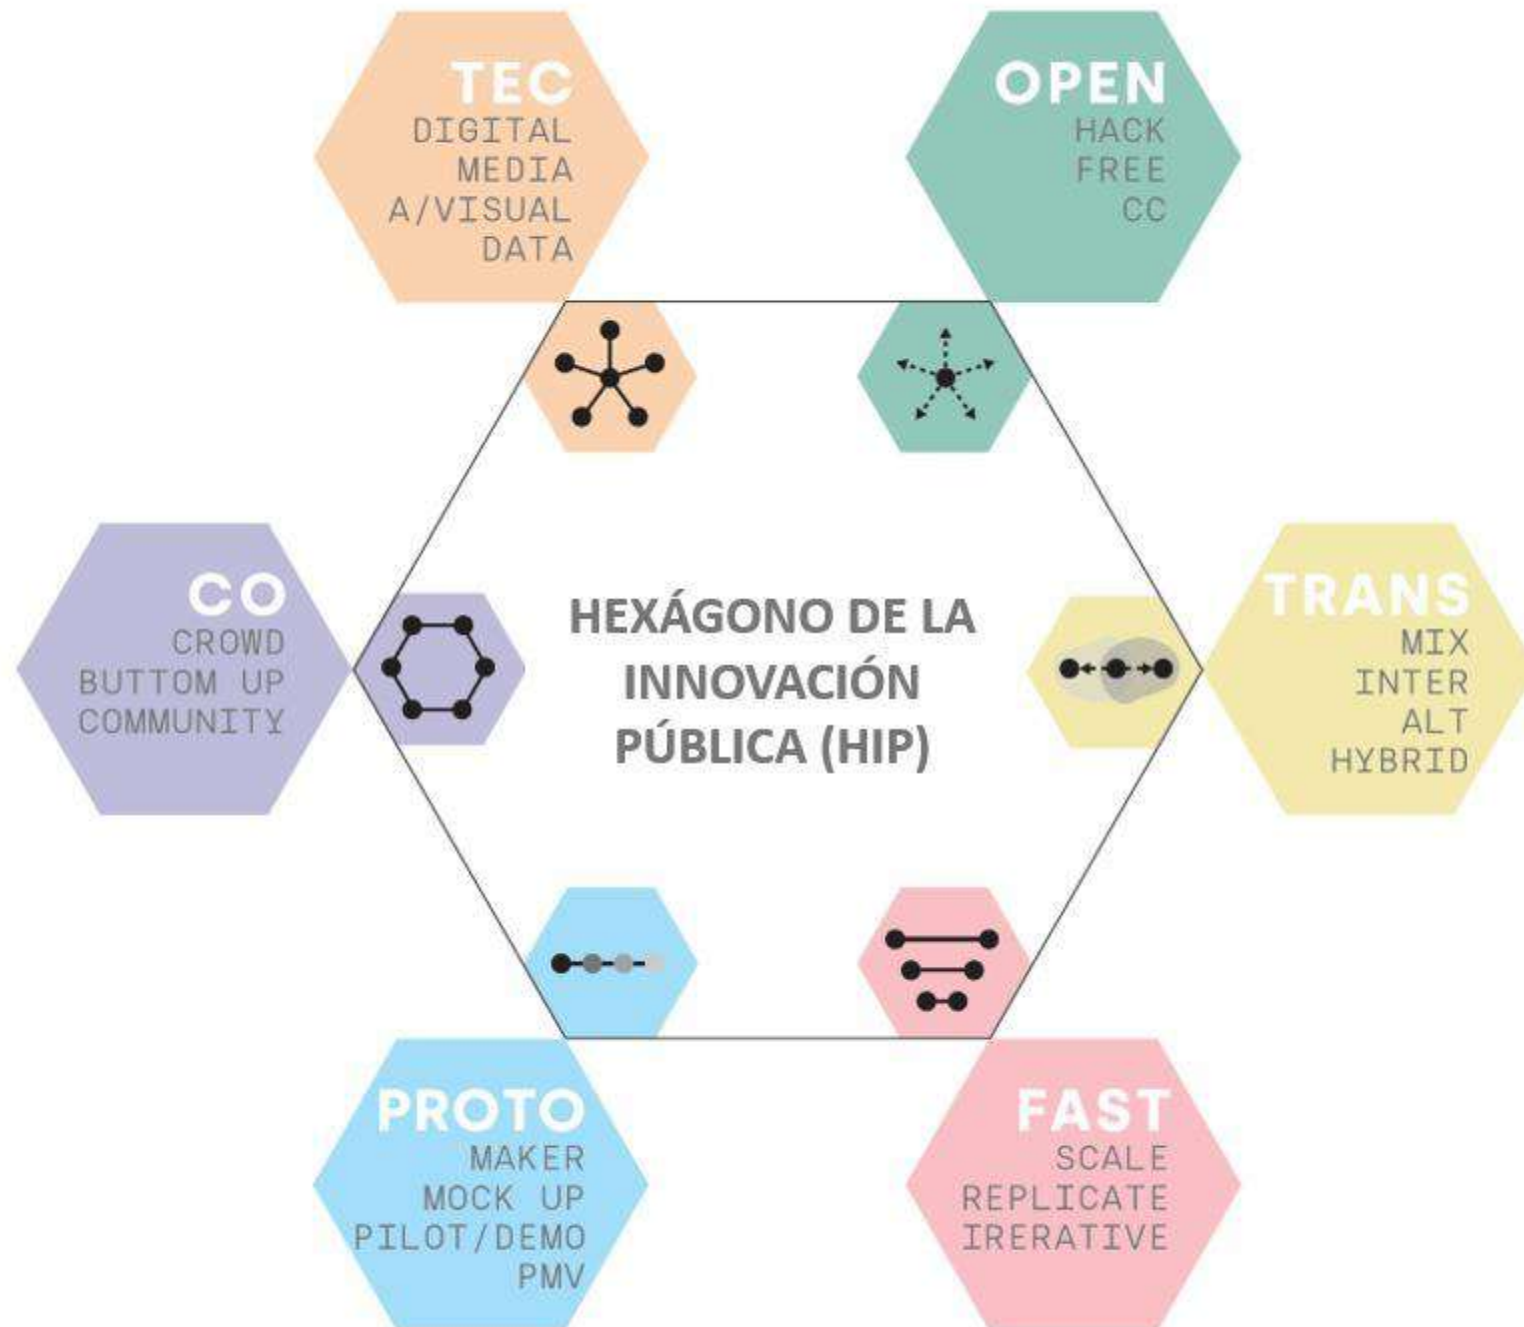 TEC
DIGITAL
MEDIA
A/VISUAL
DATA
OPEN
HACK
FREE
CC
CO
CROWD
BUTTOM UP
COMMUNITY
HEXÁGONO DE LA
INNOVACIÓN
PÚBLICA (HIP)
TRANS
MIX
INTER
ALT
HYBRID
PROTO
MAKER
MOCK UP
PILOT/DEMO
PMV
FAST
SCALE
REPLICATE
IRERATIVE